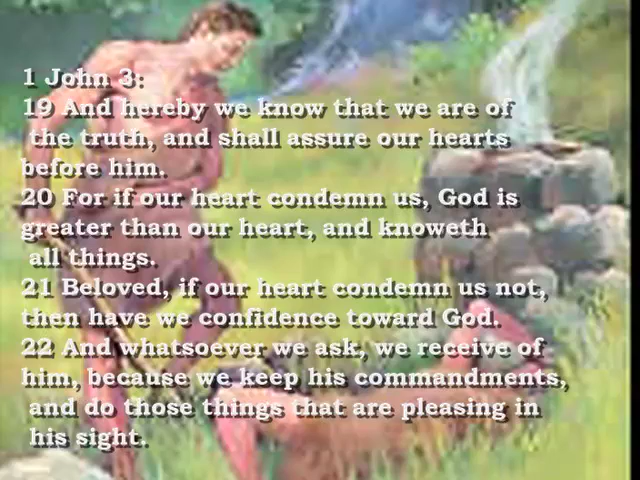 1 John 3:
19 And hereby we know that we are of
the truth, and shall assure our hearts
before him.
20 For if our heart condemn us, God is
greater than our heart, and knoweth
all things.
21 Beloved, if our heart condemn us not,
then have we confidence toward God.
22 And whatsoever we ask, we receive of
him, because we keep his commandments,
and do those things that are pleasing in
his sight.